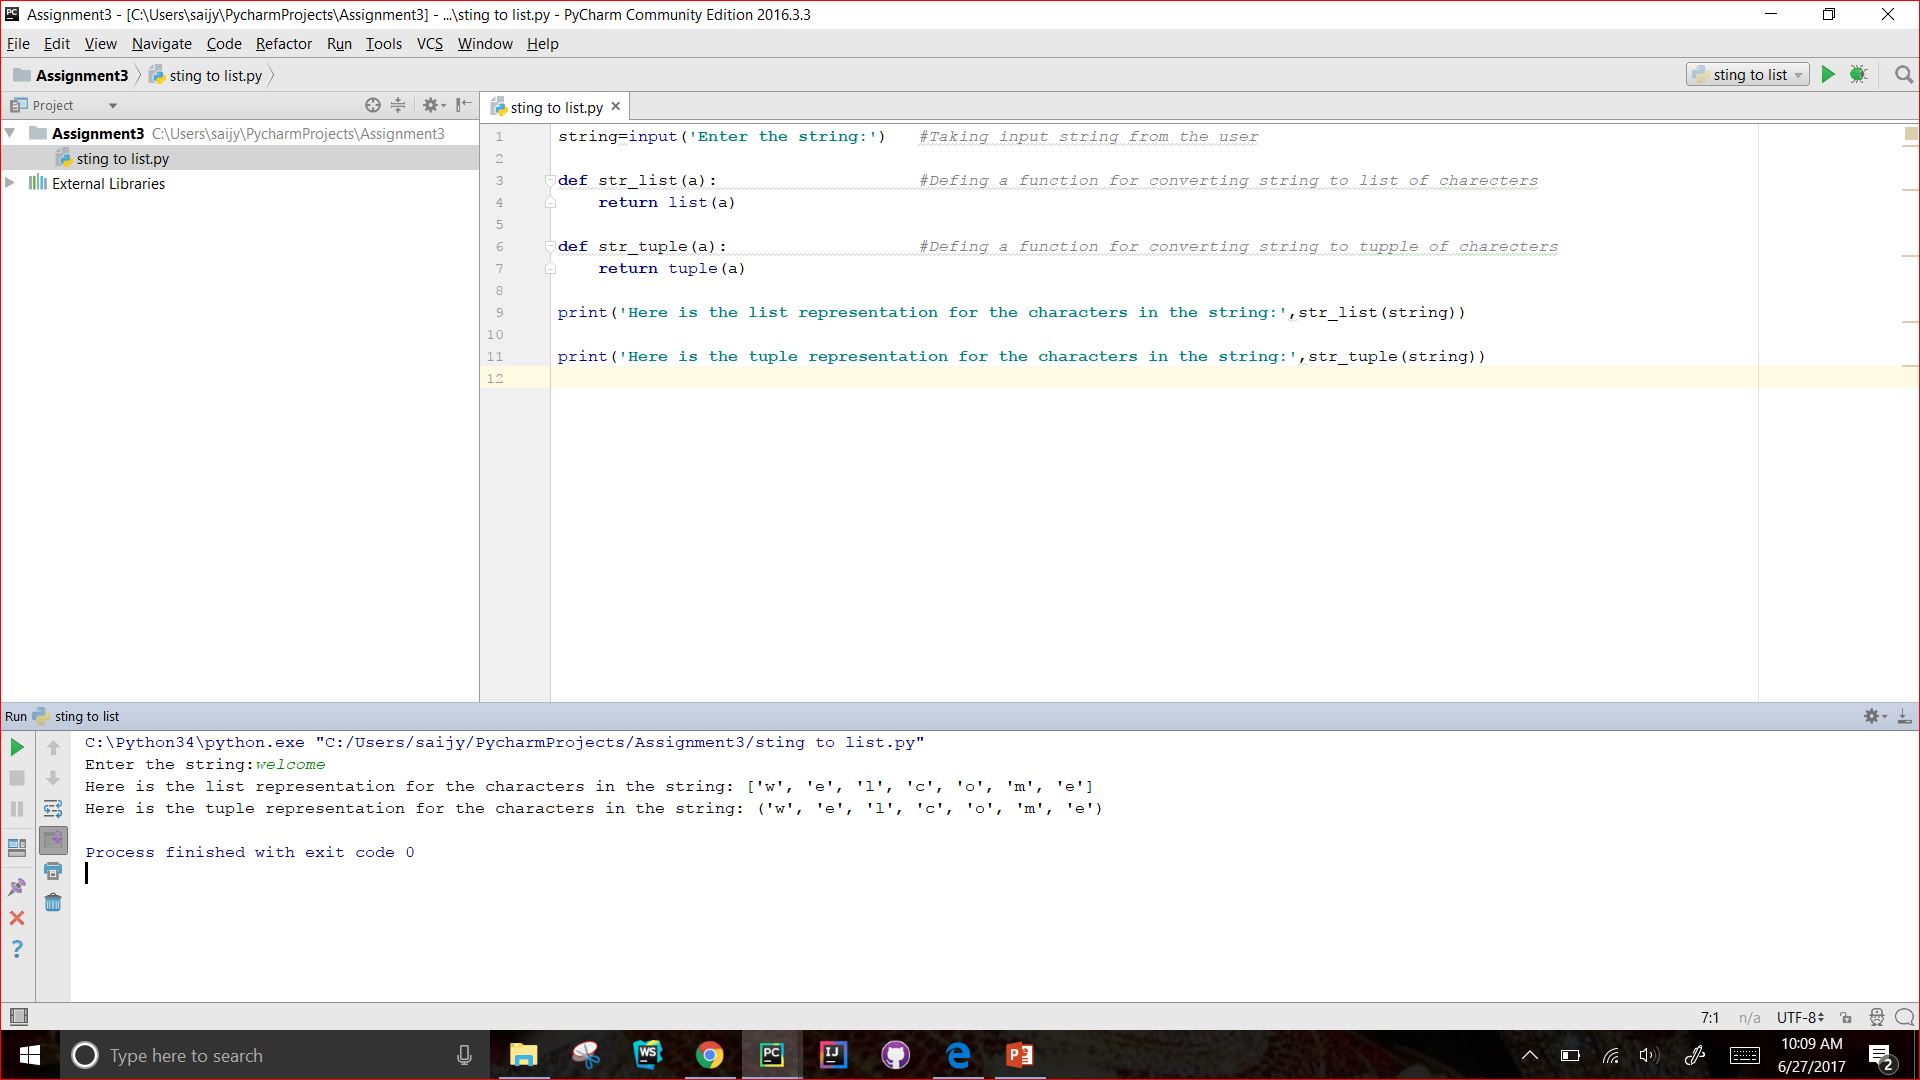 Assignment3 - [C:\Users\saijy\PycharmProjects\Assignment3] - ...\sting to list.py - PyCharm Community Edition 2016.3.3
File Edit View Navigate Code Refactor Run Tools VCS Window Help
Assignment3 sting to list.py sting to list
Project
sting to list.py
Assignment3 C:\Users\saijy\PycharmProjects\Assignment3
sting to list.py
External Libraries
1 string=input('Enter the string:') #Taking input string from the user
2
3 def str_list(a): #Defing a function for converting string to list of charecters
4 return list(a)
5
6 def str_tuple(a): #Defing a function for converting string to tupple of charecters
7 return tuple(a)
8
9 print('Here is the list representation for the characters in the string:',str_list(string))
10
11 print('Here is the tuple representation for the characters in the string:',str_tuple(string))
12
Run sting to list
C:\Python34\python.exe "C:/Users/saijy/PycharmProjects/Assignment3/sting to list.py"
Enter the string:welcome
Here is the list representation for the characters in the string: ['w', 'e', 'l', 'c', 'o', 'm', 'e']
Here is the tuple representation for the characters in the string: ('w', 'e', 'l', 'c', 'o', 'm', 'e')
Process finished with exit code 0
7:1 n/a UTF-8
Type here to search
WS
PC
IJ
10:09 AM
6/27/2017
2